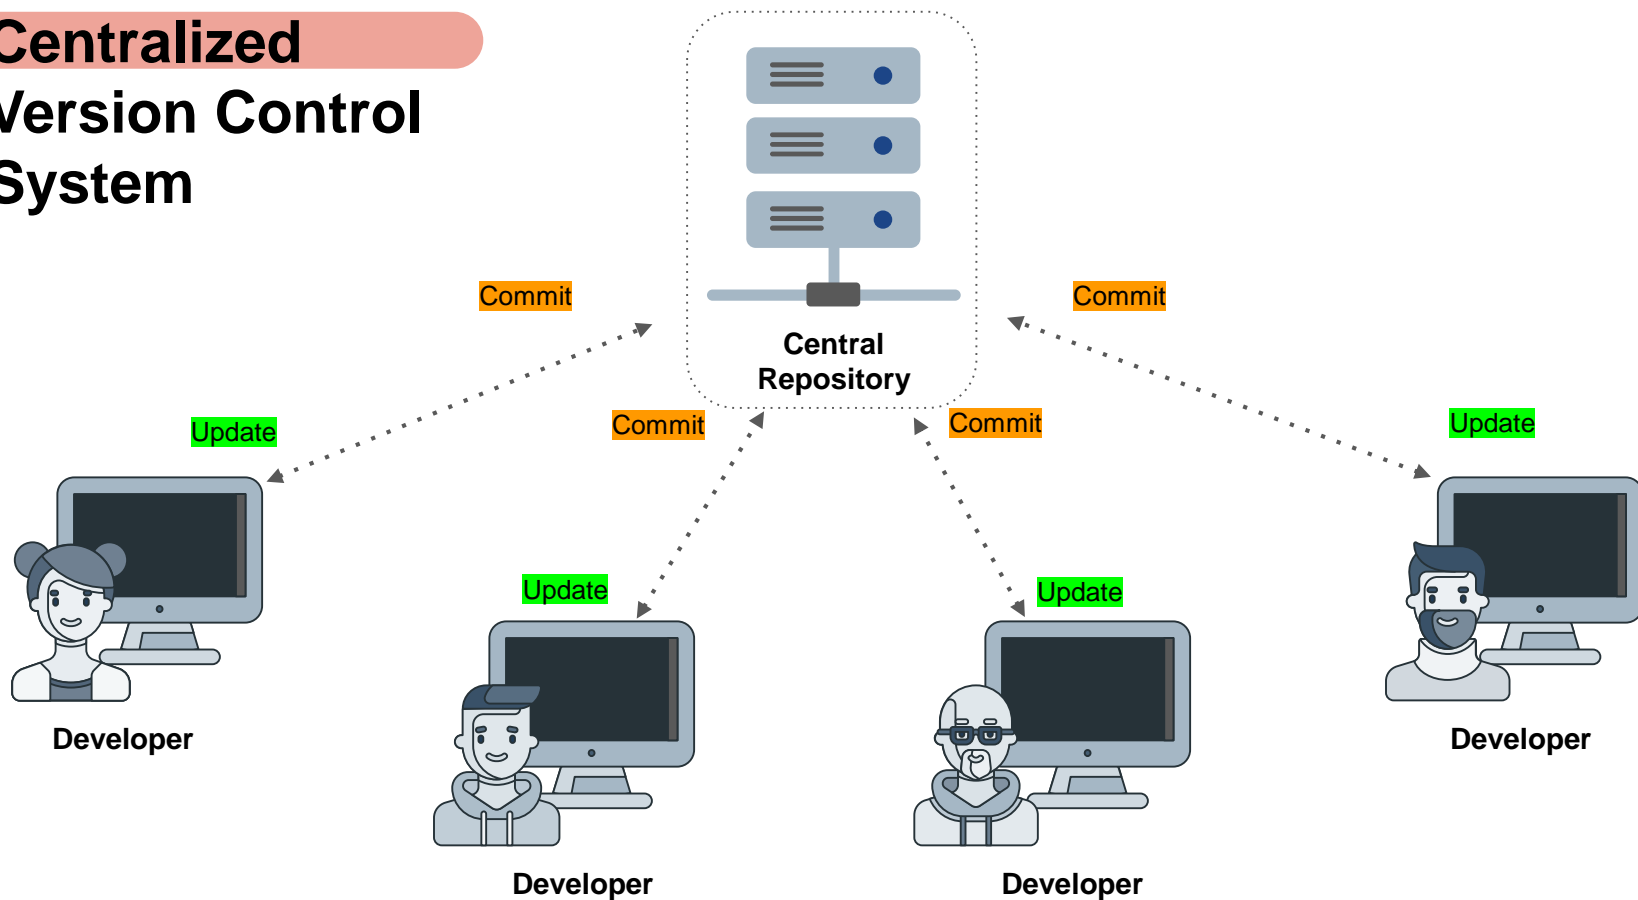 Centralized
Version Control
System
Commit
Commit
Central
Repository
Commit
Commit
Update
Update
Update
Update
Developer
Developer
Developer
Developer